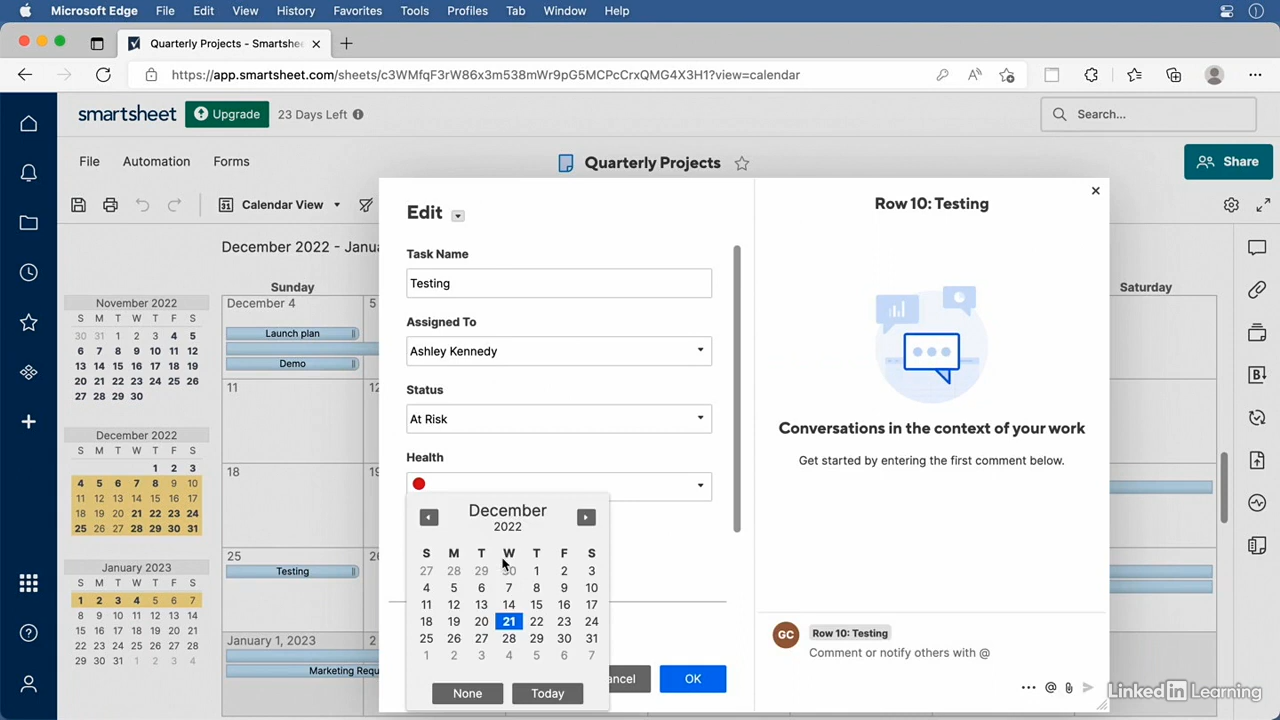 Microsoft Edge File Edit View History Favorites Tools Profiles Tab Window Help
Quarterly Projects - Smartshe
https://app.smartsheet.com/sheets/c3WMfqF3rW86x3m538mWr9pG5MCPcCrxQMG4X3H1?view=calendar
smartsheet Upgrade 23 Days Left Search...
File Automation Forms Quarterly Projects Share
Calendar View
Edit
Row 10: Testing
December 2022 - Janu
Task Name
Testing
Assigned To
Ashley Kennedy
Status
At Risk
Health
Sunday Saturday
December 4 5
Launch plan
Demo
11 12
18 19
25 26
Testing
January 1, 2023 2
Marketing Requ
November 2022
S M T W T F S
30 31 1 2 3 4 5
6 7 8 9 10 11 12
13 14 15 16 17 18 19
20 21 22 23 24 25 26
27 28 29 30
December 2022
S M T W T F S
1 2 3
4 5 6 7 8 9 10
11 12 13 14 15 16 17
18 19 20 21 22 23 24
25 26 27 28 29 30 31
January 2023
S M T W T F S
1 2 3 4 5 6 7
8 9 10 11 12 13 14
15 16 17 18 19 20 21
22 23 24 25 26 27 28
29 30 31 1 2 3 4
December
2022
S M T W T F S
27 28 29 30 1 2 3
4 5 6 7 8 9 10
11 12 13 14 15 16 17
18 19 20 21 22 23 24
25 26 27 28 29 30 31
1 2 3 4 5 6 7
None Today
ancel OK
Conversations in the context of your work
Get started by entering the first comment below.
GC Row 10: Testing
Comment or notify others with @
LinkedIn Learning